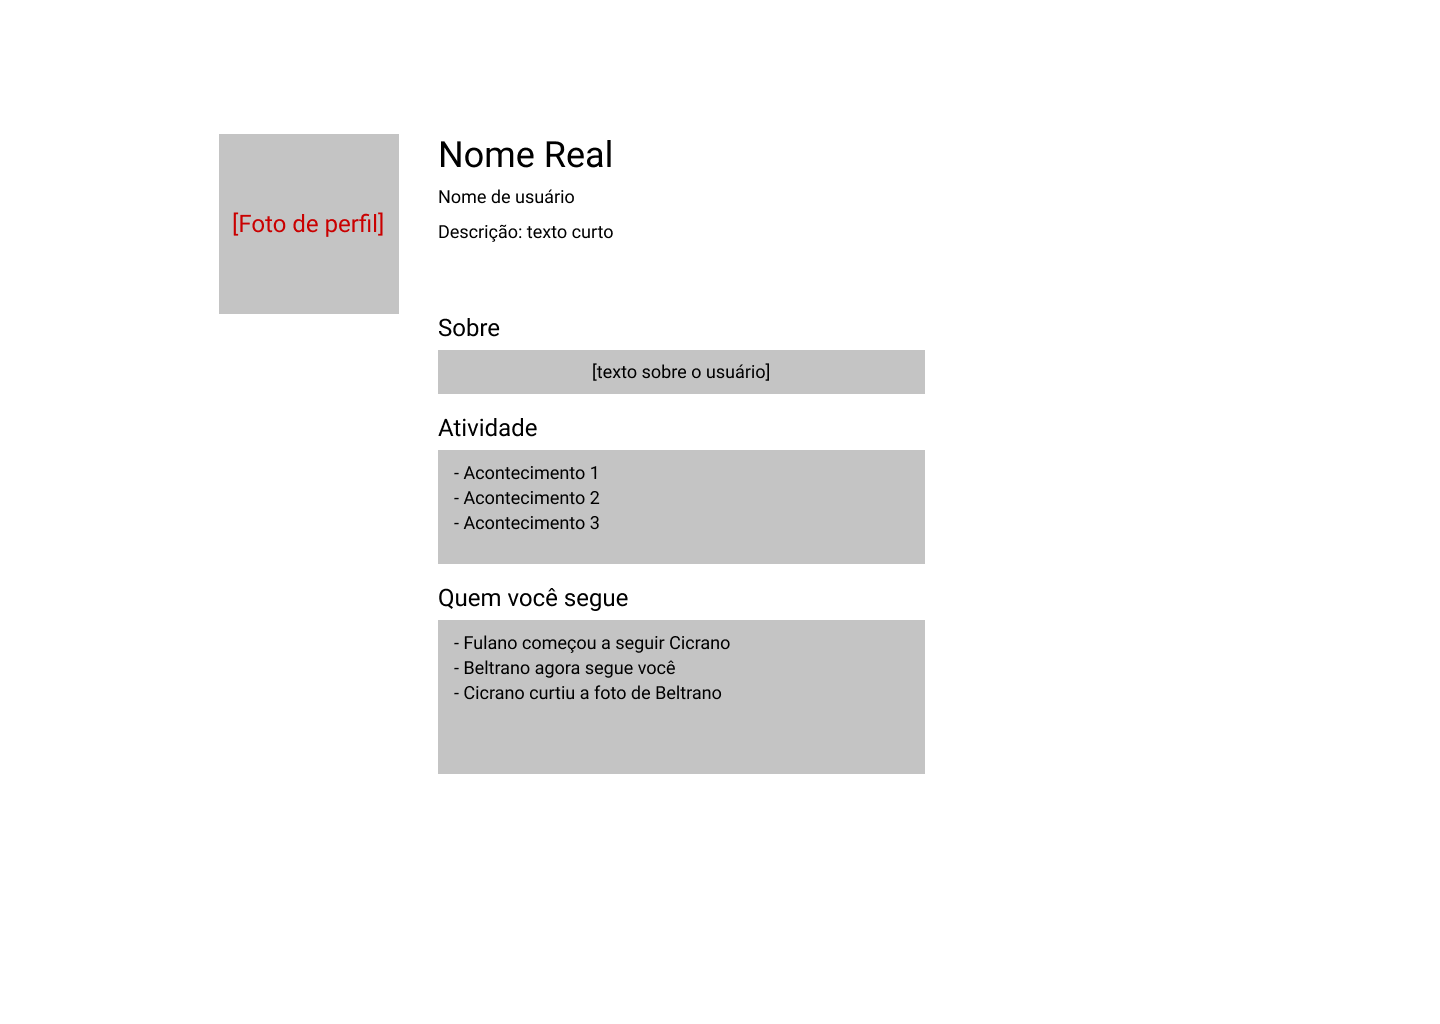 [Foto de perfil]
Nome Real
Nome de usuário
Descrição: texto curto
Sobre
[texto sobre o usuário]
Atividade
- Acontecimento 1
- Acontecimento 2
- Acontecimento 3
Quem você segue
- Fulano começou a seguir Cicrano
- Beltrano agora segue você
- Cicrano curtiu a foto de Beltrano